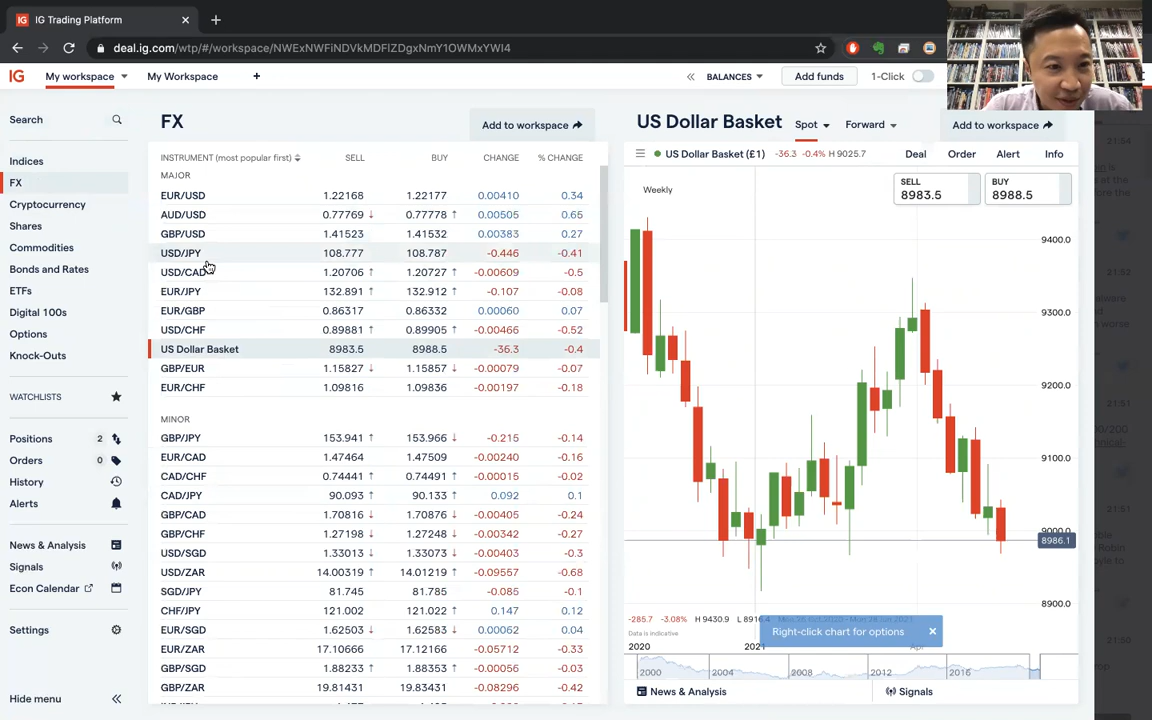 IG Trading Platform
deal.ig.com/wtp/#/workspace/NWExNWFiNDVkMDFlZDgxNmY1OWMxYWI4
IG My workspace My Workspace + BALANCES Add funds 1-Click
Search
Indices
FX
Cryptocurrency
Shares
Commodities
Bonds and Rates
ETFs
Digital 100s
Options
Knock-Outs
WATCHLISTS
Positions 2
Orders 0
History
Alerts
News & Analysis
Signals
Econ Calendar
Settings
Hide menu
FX Add to workspace
INSTRUMENT (most popular first) SELL BUY CHANGE % CHANGE
MAJOR
EUR/USD 1.22168 1.22177 0.00410 0.34
AUD/USD 0.77769 ↓ 0.77778 ↑ 0.00505 0.65
GBP/USD 1.41523 1.41532 0.00383 0.27
USD/JPY 108.777 108.787 -0.446 -0.41
USD/CAD 1.20706 ↑ 1.20727 ↑ -0.00609 -0.5
EUR/JPY 132.891 ↑ 132.912 ↑ -0.107 -0.08
EUR/GBP 0.86317 0.86332 0.00060 0.07
USD/CHF 0.89881 ↑ 0.89905 ↑ -0.00466 -0.52
US Dollar Basket 8983.5 8988.5 -36.3 -0.4
GBP/EUR 1.15827 ↓ 1.15857 ↓ -0.00079 -0.07
EUR/CHF 1.09816 1.09836 -0.00197 -0.18
MINOR
GBP/JPY 153.941 ↑ 153.966 ↓ -0.215 -0.14
EUR/CAD 1.47464 1.47509 -0.00240 -0.16
CAD/CHF 0.74441 ↑ 0.74491 ↑ -0.00015 -0.02
CAD/JPY 90.093 ↑ 90.133 ↑ 0.092 0.1
GBP/CAD 1.70816 ↓ 1.70876 ↓ -0.00405 -0.24
GBP/CHF 1.27198 ↓ 1.27248 ↓ -0.00342 -0.27
USD/SGD 1.33013 ↓ 1.33073 ↓ -0.00403 -0.3
USD/ZAR 14.00319 ↑ 14.01219 ↑ -0.09557 -0.68
SGD/JPY 81.745 81.785 -0.085 -0.1
CHF/JPY 121.002 121.022 ↑ 0.147 0.12
EUR/SGD 1.62503 ↓ 1.62583 ↓ 0.00062 0.04
EUR/ZAR 17.10666 17.12166 -0.05712 -0.33
GBP/SGD 1.88233 ↑ 1.88353 ↑ -0.00056 -0.03
GBP/ZAR 19.81431 19.83431 -0.08296 -0.42
US Dollar Basket Spot Forward Add to workspace
US Dollar Basket (£1) -36.3 -0.4% H 9025.7 Deal Order Alert Info
Weekly
SELL 8983.5
BUY 8988.5
9400.0
9300.0
9200.0
9100.0
9000.0
8986.1
8900.0
-285.7 -3.08% H 9430.9 L 8916.4
Data is indicative
Right-click chart for options
2020 2021 Apr
2000 2004 2008 2012 2016
News & Analysis Signals
21:54
21:52
21:51
21:51
21:50